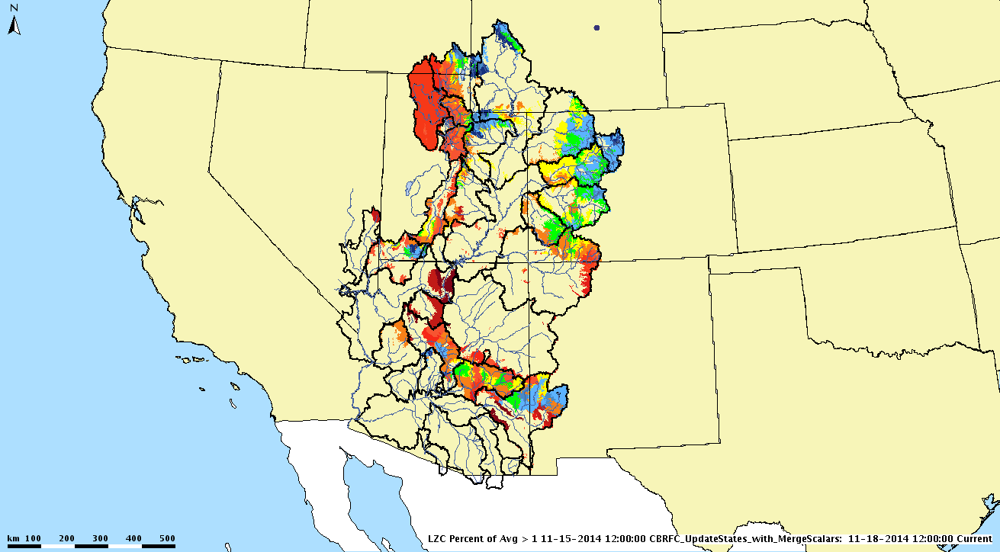 N
km 100 200 300 400 500
LZC Percent of Avg > 1 11-15-2014 12:00:00 CBRFC_UpdateStates_with_MergeScalars: 11-18-2014 12:00:00 Current